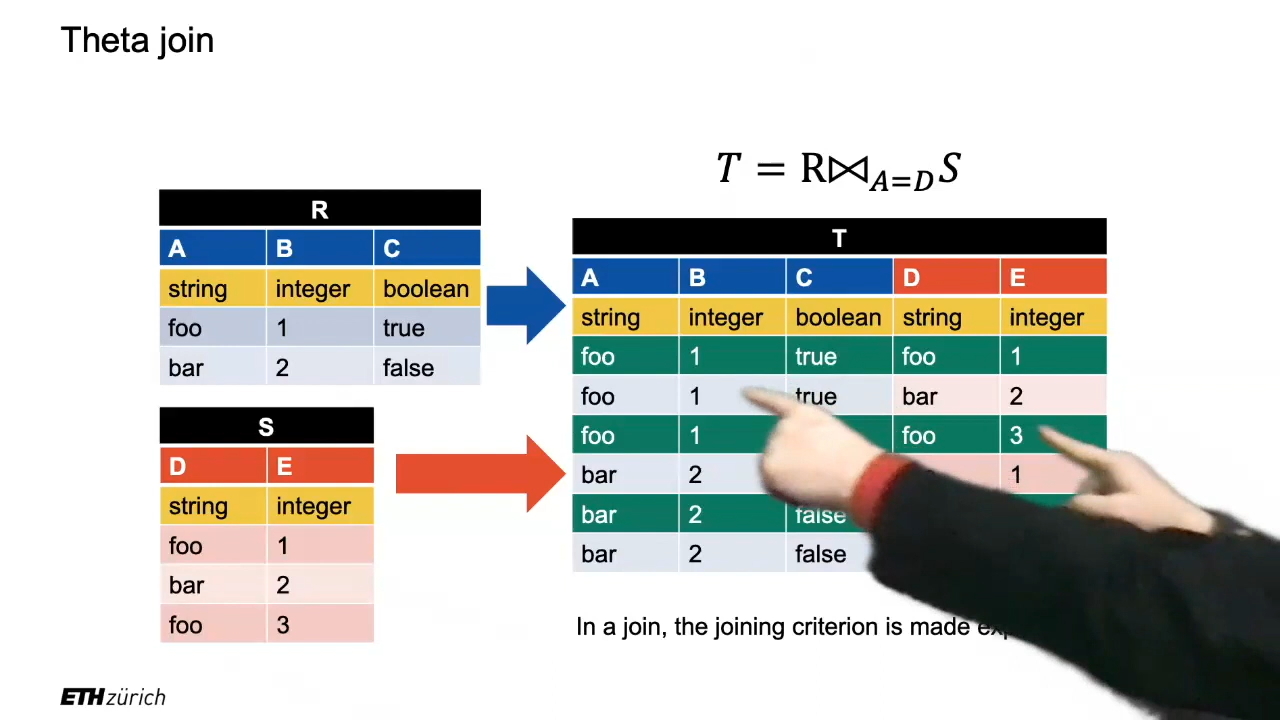 Theta join
T = R⋈A=D S
R
A B C
string integer boolean
foo 1 true
bar 2 false
S
D E
string integer
foo 1
bar 2
foo 3
T
A B C D E
string integer boolean string integer
foo 1 true foo 1
foo 1 true bar 2
foo 1 foo 3
bar 2 1
bar 2 false
bar 2 false
In a join, the joining criterion is made
ETH zürich